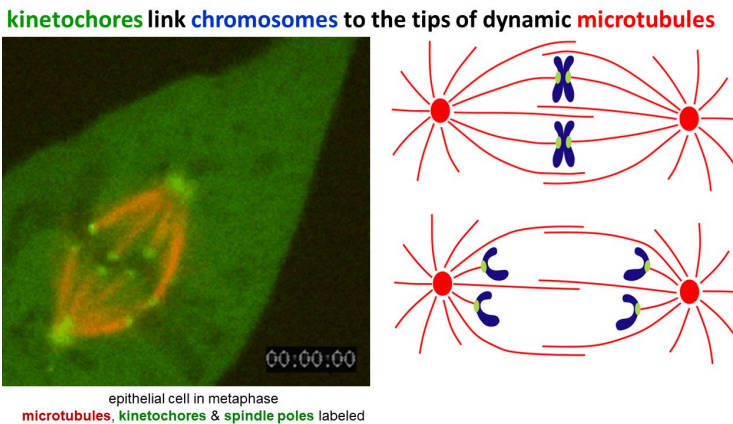 kinetochores link chromosomes to the tips of dynamic microtubules
00:00:00
epithelial cell in metaphase
microtubules, kinetochores & spindle poles labeled